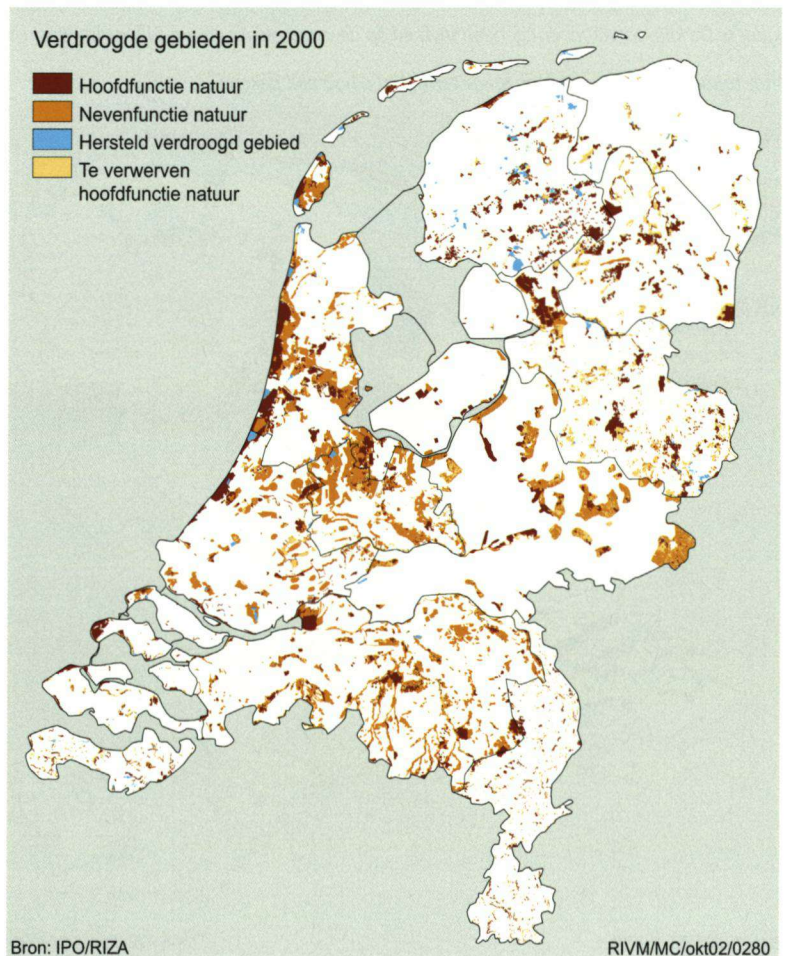 Verdroogde gebieden in 2000
Hoofdfunctie natuur
Nevenfunctie natuur
Hersteld verdroogd gebied
Te verwerven
hoofdfunctie natuur
Bron: IPO/RIZA
RIVM/MC/okt02/0280